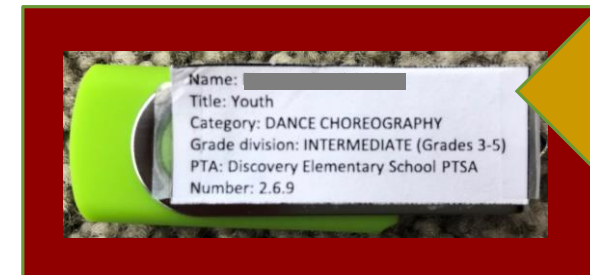 Name:
Title: Youth
Category: DANCE CHOREOGRAPHY
Grade division: INTERMEDIATE (Grades 3-5)
PTA: Discovery Elementary School PTSA
Number: 2.6.9